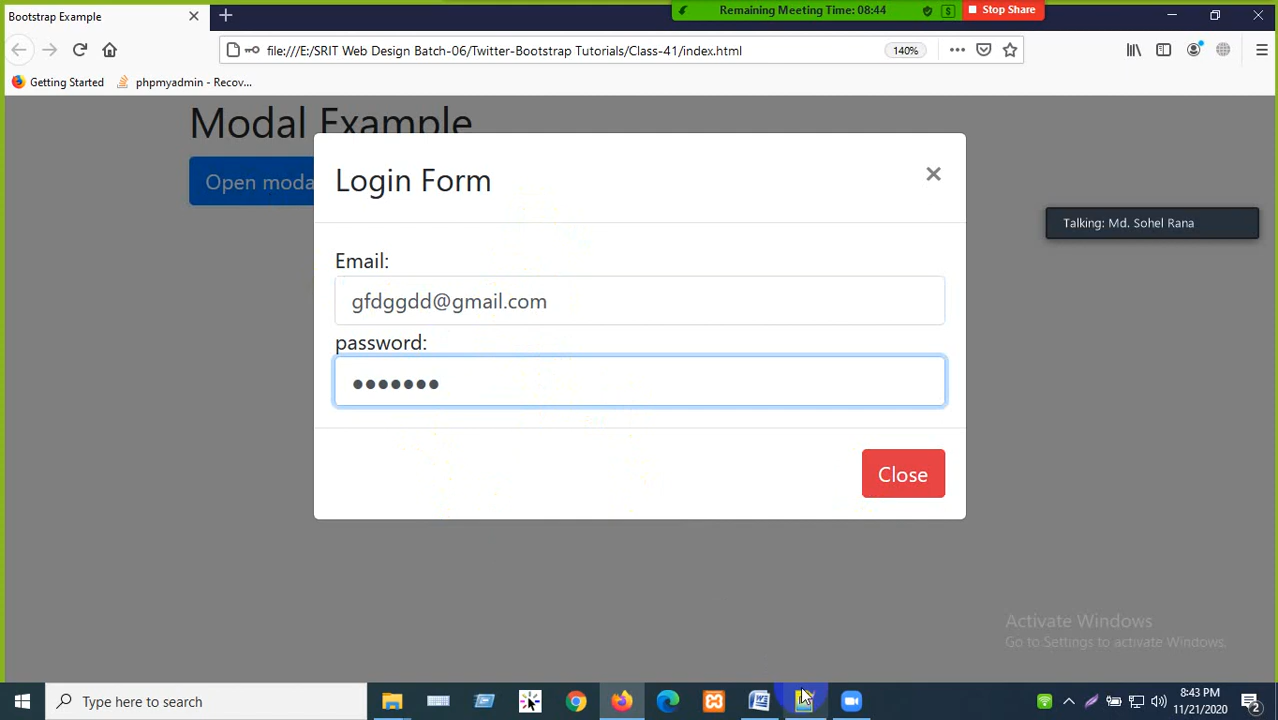 Bootstrap Example
Remaining Meeting Time: 08:44
Stop Share
file:///E:/SRIT Web Design Batch-06/Twitter-Bootstrap Tutorials/Class-41/index.html
140%
Getting Started
phpmyadmin - Recov...
Modal Example
Open moda
Login Form
Talking: Md. Sohel Rana
Email:
gfdggdd@gmail.com
password:
Close
Activate Windows
Go to Settings to activate Windows.
Type here to search
8:43 PM
11/21/2020
2